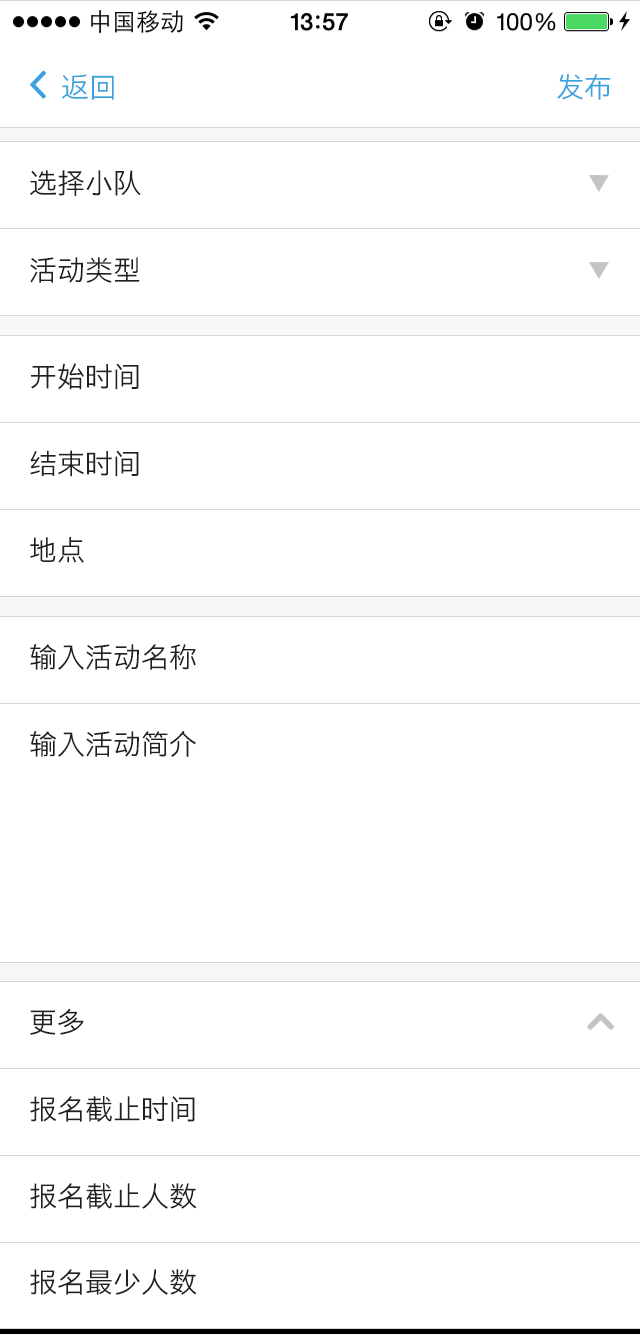 中国移动 13:57 100%
返回 发布
选择小队
活动类型
开始时间
结束时间
地点
输入活动名称
输入活动简介
更多
报名截止时间
报名截止人数
报名最少人数